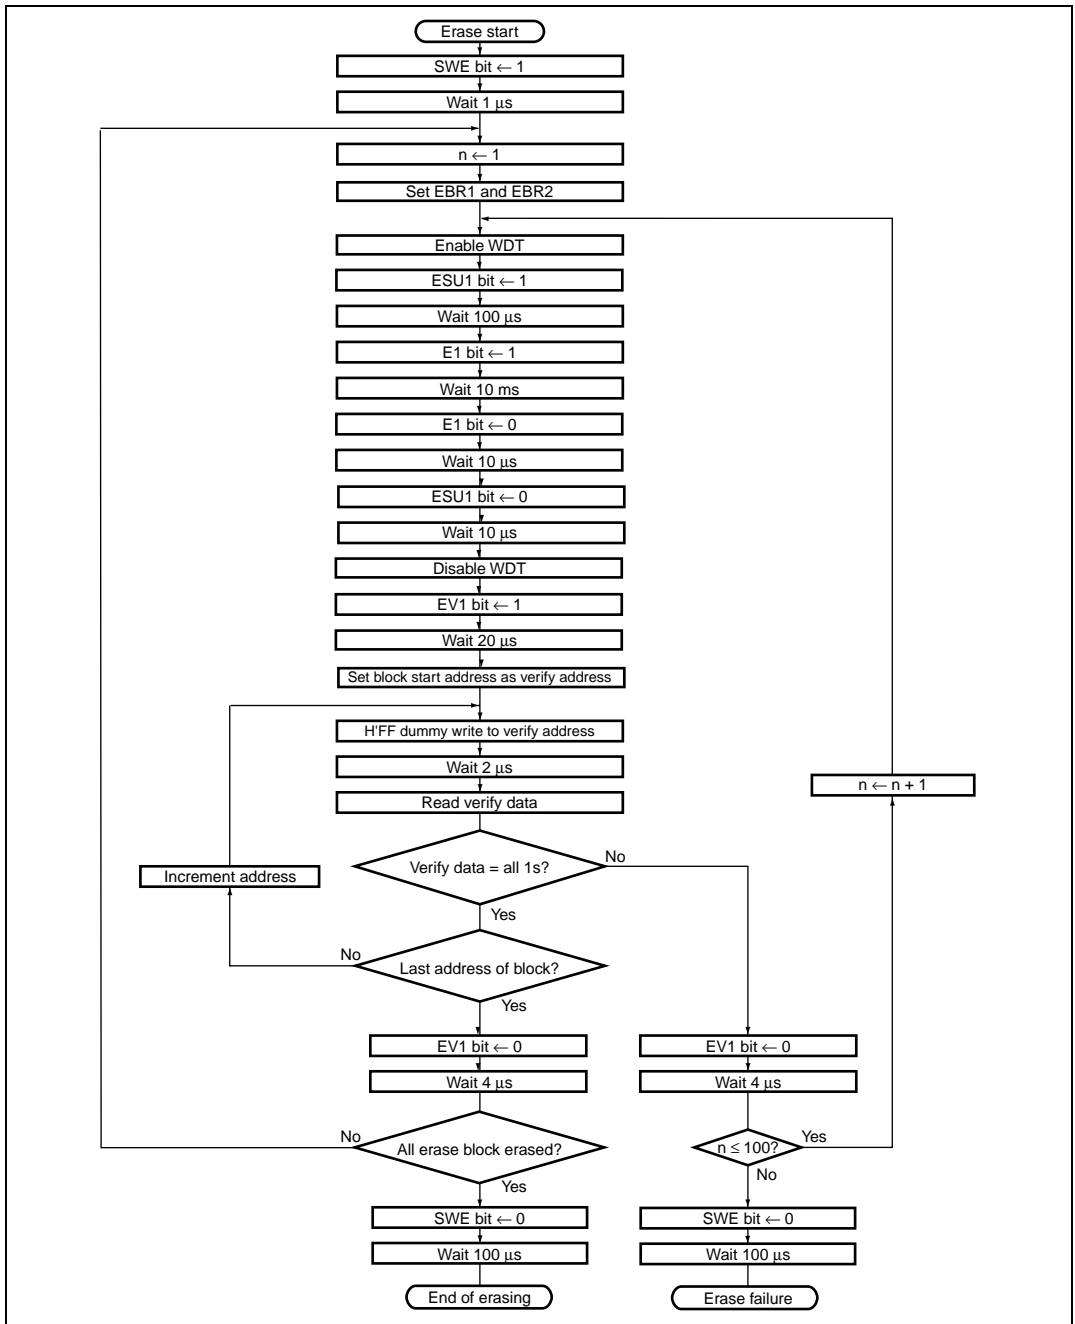 Erase start
SWE bit ← 1
Wait 1 μs
n ← 1
Set EBR1 and EBR2
Enable WDT
ESU1 bit ← 1
Wait 100 μs
E1 bit ← 1
Wait 10 ms
E1 bit ← 0
Wait 10 μs
ESU1 bit ← 0
Wait 10 μs
Disable WDT
EV1 bit ← 1
Wait 20 μs
Set block start address as verify address
H'FF dummy write to verify address
Wait 2 μs
n ← n + 1
Read verify data
Verify data = all 1s?
No
Increment address
Yes
No
Last address of block?
Yes
EV1 bit ← 0
EV1 bit ← 0
Wait 4 μs
Wait 4 μs
No
All erase block erased?
n ≤ 100?
Yes
Yes
No
SWE bit ← 0
SWE bit ← 0
Wait 100 μs
Wait 100 μs
End of erasing
Erase failure